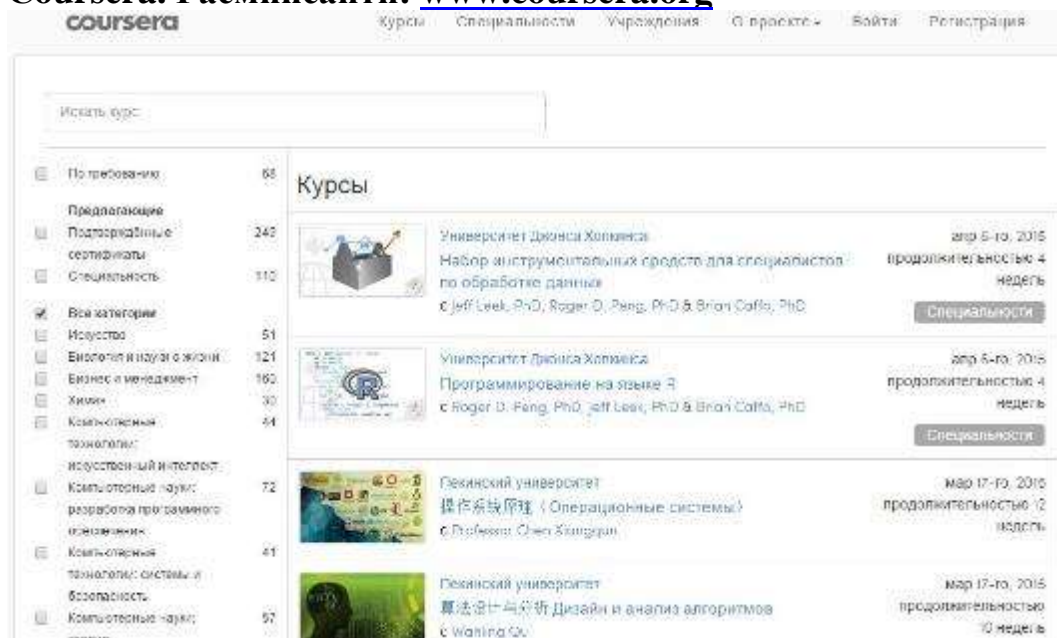 Coursera. Расмийсайти: www.coursera.org
coursera
Курсы Специальности Учреждения О проекте Войти Регистрация
Искать курс
По требованию 68
Предлагающие
Подтверждённые 243
сертификаты
Специальность 110
Все категории
Искусство 51
Биология и науки о жизни 121
Бизнес и менеджмент 160
Химия 30
Компьютерные 44
технологии:
искусственный интеллект
Компьютерные науки: 72
разработка программного
обеспечения
Компьютерные 41
технологии: системы и
безопасность
Компьютерные науки: 57
Курсы
Университет Джонса Хопкинса
Набор инструментальных средств для специалистов
по обработке данных
с Jeff Leek, PhD, Roger D. Peng, PhD & Brian Caffo, PhD
апр 6-го, 2015
продолжительностью 4
недель
Специальности
Университет Джонса Хопкинса
Программирование на языке R
с Roger D. Peng, PhD, Jeff Leek, PhD & Brian Caffo, PhD
апр 6-го, 2015
продолжительностью 4
недель
Специальности
Пекинский университет
操作系统原理（Операционные системы）
с Professor Chen Xiangqun
мар 17-го, 2015
продолжительностью 12
недель
Пекинский университет
算法设计与分析 Дизайн и анализ алгоритмов
с Wanling Qu
мар 17-го, 2015
продолжительностью
10 недель